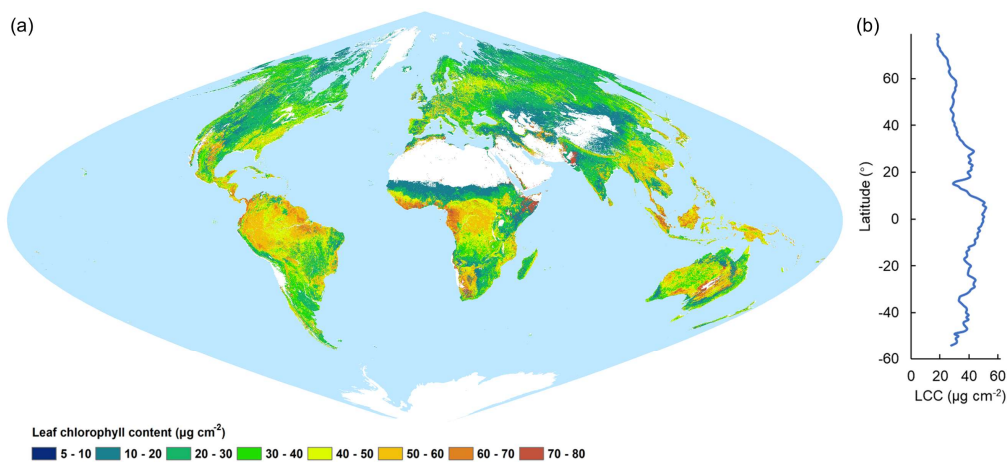 (a)
(b)
60
40
20
0
-20
-40
-60
Latitude (°)
0 20 40 60
LCC (µg cm⁻²)
Leaf chlorophyll content (µg cm⁻²)
5 - 10 10 - 20 20 - 30 30 - 40 40 - 50 50 - 60 60 - 70 70 - 80